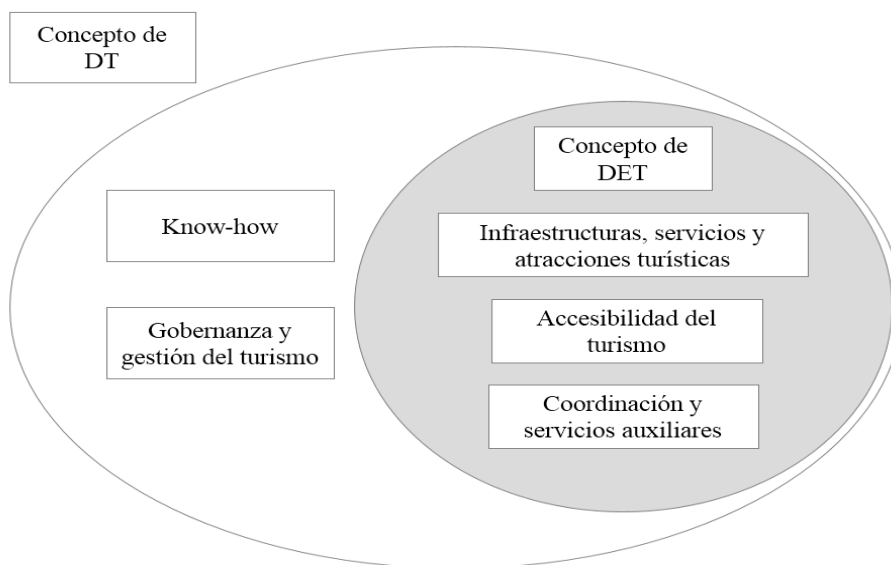 Concepto de
DT
Concepto de
DET
Know-how
Infraestructuras, servicios y
atracciones turísticas
Gobernanza y
gestión del turismo
Accesibilidad del
turismo
Coordinación y
servicios auxiliares